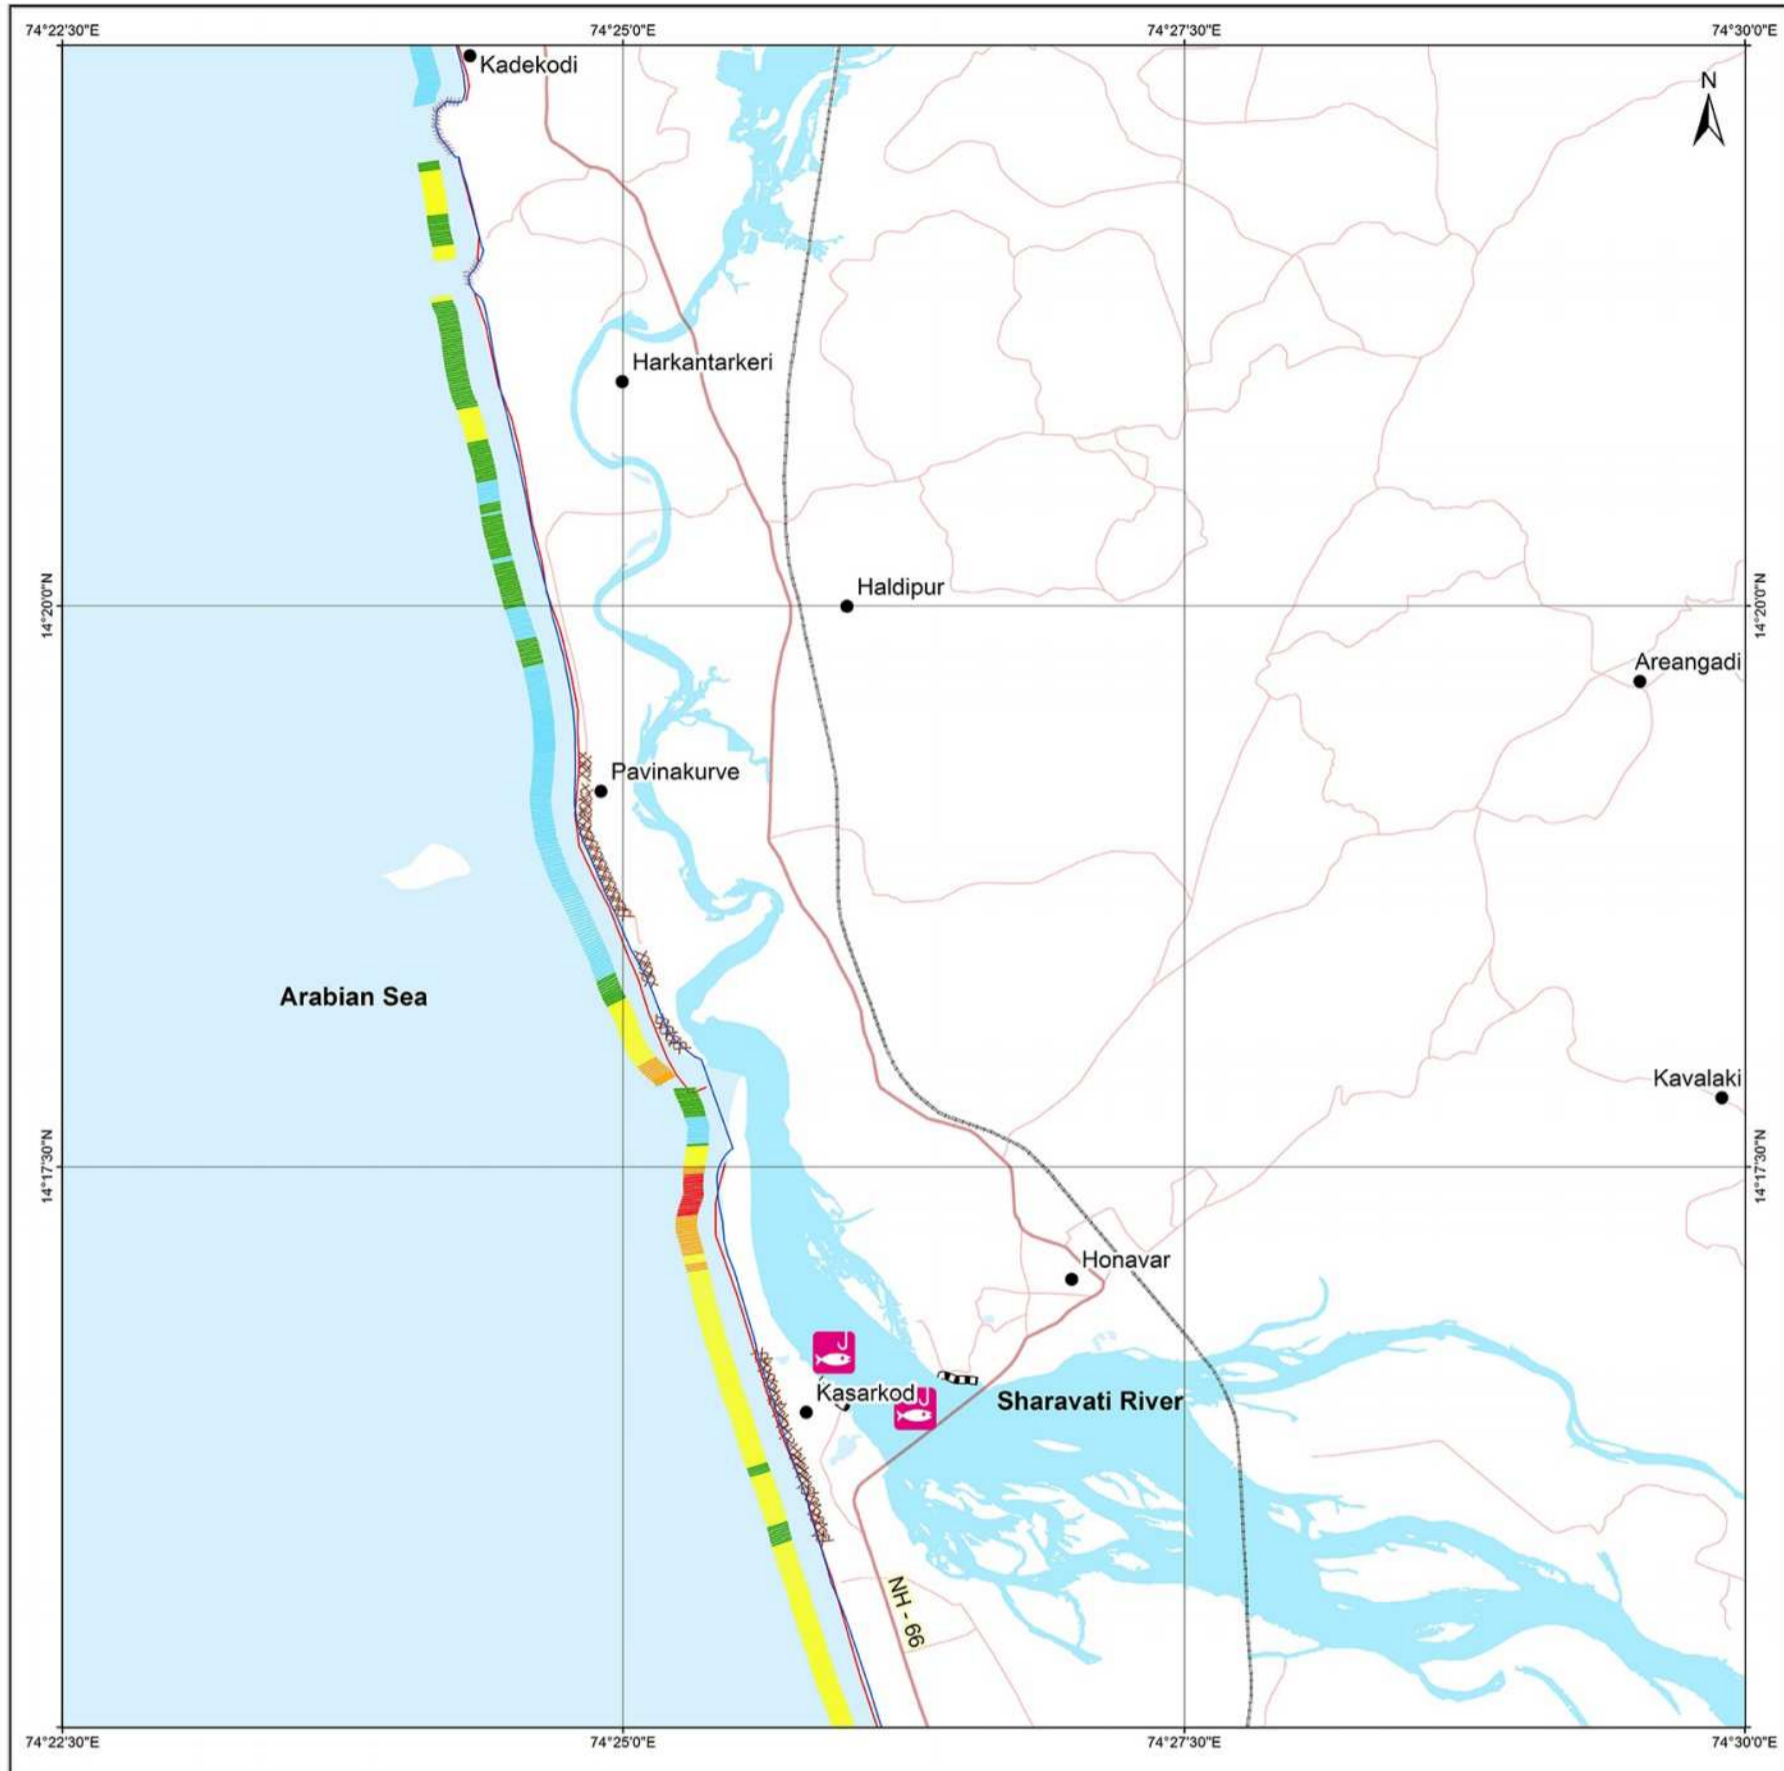 74°22'30"E 74°25'0"E 74°27'30"E 74°30'0"E
N
Kadekodi
Harkantarkeri
Haldipur
14°20'0"N 14°20'0"N
Areangadi
Pavinakurve
Arabian Sea
Kavalaki
14°17'30"N 14°17'30"N
Honavar
Kasarkod
Sharavati River
NH - 66
74°22'30"E 74°25'0"E 74°27'30"E 74°30'0"E